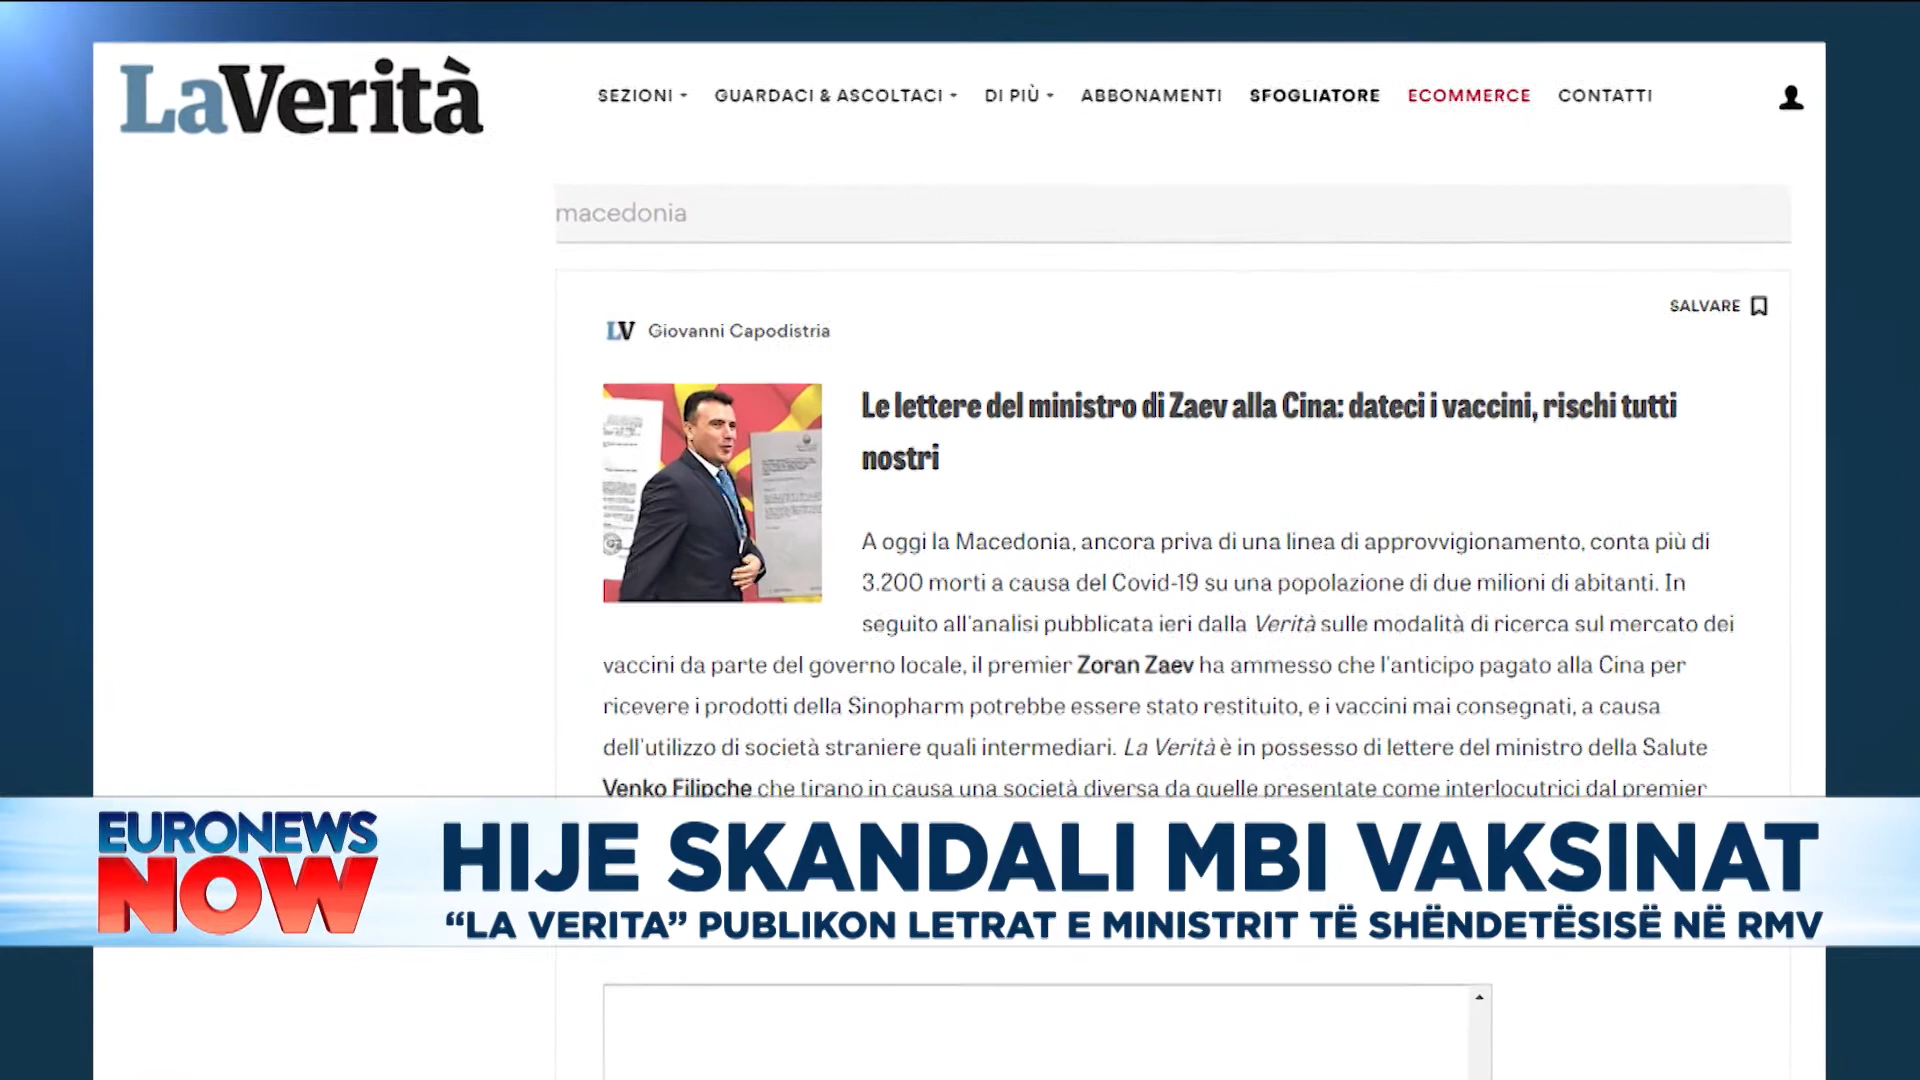 LaVerità
SEZIONI
GUARDACI & ASCOLTACI
DI PIÙ
ABBONAMENTI
SFOGLIATORE
ECOMMERCE
CONTATTI
macedonia
SALVARE
LV Giovanni Capodistria
Le lettere del ministro di Zaev alla Cina: dateci i vaccini, rischi tutti
nostri
A oggi la Macedonia, ancora priva di una linea di approvvigionamento, conta più di
3.200 morti a causa del Covid-19 su una popolazione di due milioni di abitanti. In
seguito all'analisi pubblicata ieri dalla Verità sulle modalità di ricerca sul mercato dei
vaccini da parte del governo locale, il premier Zoran Zaev ha ammesso che l'anticipo pagato alla Cina per
ricevere i prodotti della Sinopharm potrebbe essere stato restituito, e i vaccini mai consegnati, a causa
dell'utilizzo di società straniere quali intermediari. La Verità è in possesso di lettere del ministro della Salute
Venko Filipche che tirano in causa una società diversa da quelle presentate come interlocutrici dal premier
EURONEWS
NOW
HIJE SKANDALI MBI VAKSINAT
“LA VERITA” PUBLIKON LETRAT E MINISTRIT TË SHËNDETËSISË NË RMV